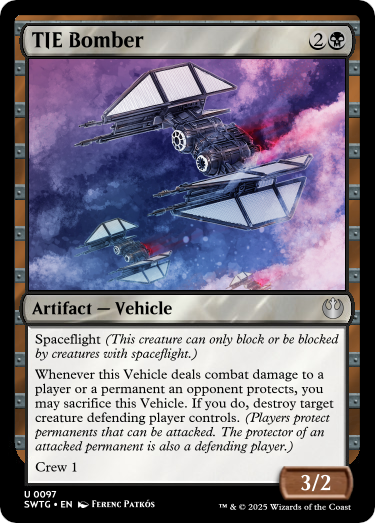 TIE Bomber 2
Artifact — Vehicle
Spaceflight (This creature can only block or be blocked
by creatures with spaceflight.)
Whenever this Vehicle deals combat damage to a
player or a permanent an opponent protects, you
may sacrifice this Vehicle. If you do, destroy target
creature defending player controls. (Players protect
permanents that can be attacked. The protector of an
attacked permanent is also a defending player.)
Crew 1
3/2
U 0097
SWTG • EN Ferenc Patkós
™ & © 2025 Wizards of the Coast